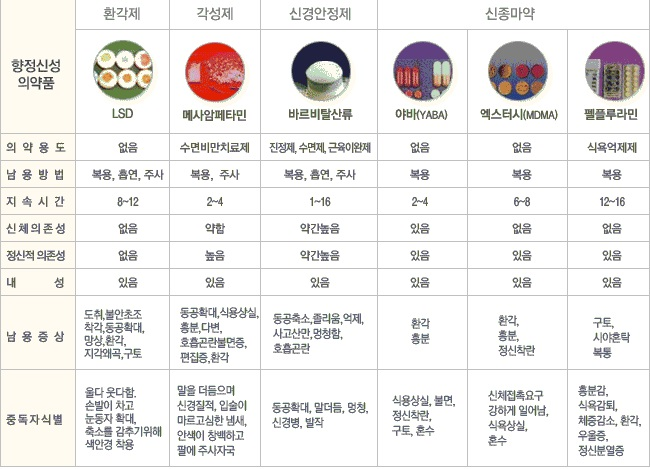 환각제 각성제 신경안정제 신종마약
향정신성
의약품
LSD 메사암페타민 바르비탈산류 야바(YABA) 엑스터시(MDMA) 펠플루라민
의약용도 없음 수면비만치료제 진정제, 수면제, 근육이완제 없음 없음 식욕억제제
남용방법 복용, 흡연, 주사 복용, 주사 복용, 흡연, 주사 복용 복용 복용
지속시간 8~12 2~4 1~16 2~4 6~8 12~16
신체의존성 없음 약함 약간높음 있음 없음 없음
정신적 의존성 없음 높음 약간높음 있음 있음 있음
내성 있음 있음 있음 있음 있음 있음
남용증상
도취,불안초조
착각,동공확대,
망상,환각,
지각왜곡,구토
동공확대,식용상실,
흥분,다변,
호흡곤란불면증,
편집증,환각
동공축소,졸리움,억제,
사고산만,멍청함,
호흡곤란
환각
흥분
환각,
흥분,
정신착란
구토,
시야혼탁
복통
중독자식별
울다 웃다함.
손발이 차고
눈동자 확대,
축소를 감추기위해
색안경 착용
말을 더듬으며
신경질적, 입술이
마르고심한 냄새,
안색이 창백하고
팔에 주사자국
동공확대, 말더듬, 멍청,
신경병, 발작
식용상실, 불면,
정신착란,
구토, 혼수
신체접촉요구
강하게 일어남,
식욕상실,
혼수
흥분감,
식욕감퇴,
체중감소, 환각,
우울증,
정신분열증